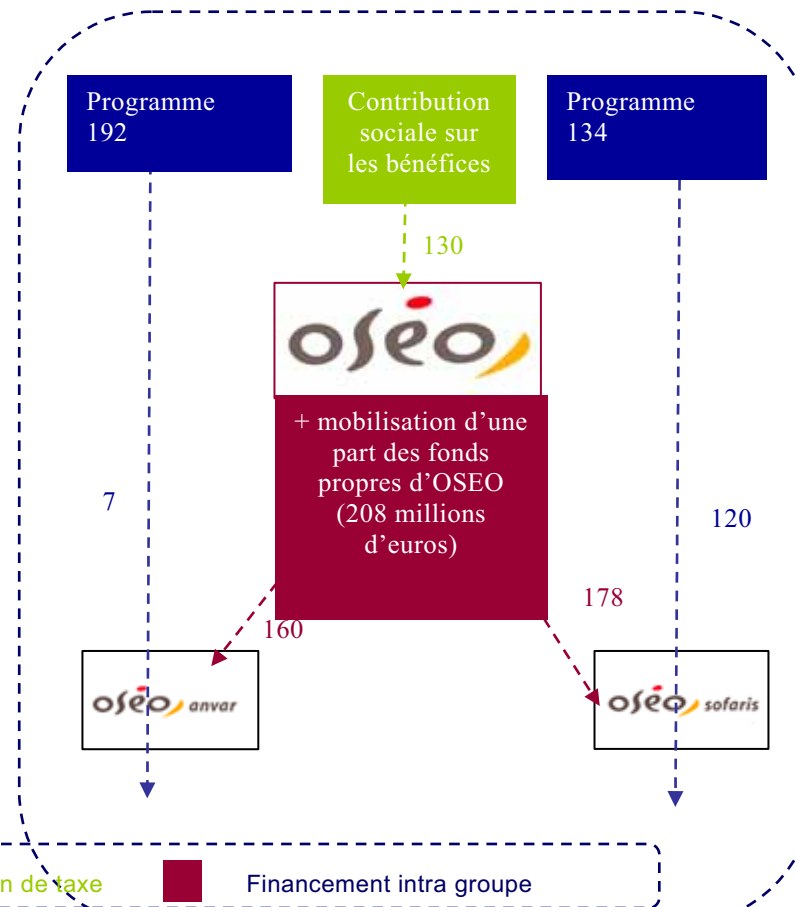 Programme
192
Contribution
sociale sur
les bénéfices
Programme
134
130
oséo
+ mobilisation d’une
part des fonds
propres d’OSEO
(208 millions
d’euros)
7
120
178
160
oséo anvar
oséo sofaris
n de taxe
Financement intra groupe